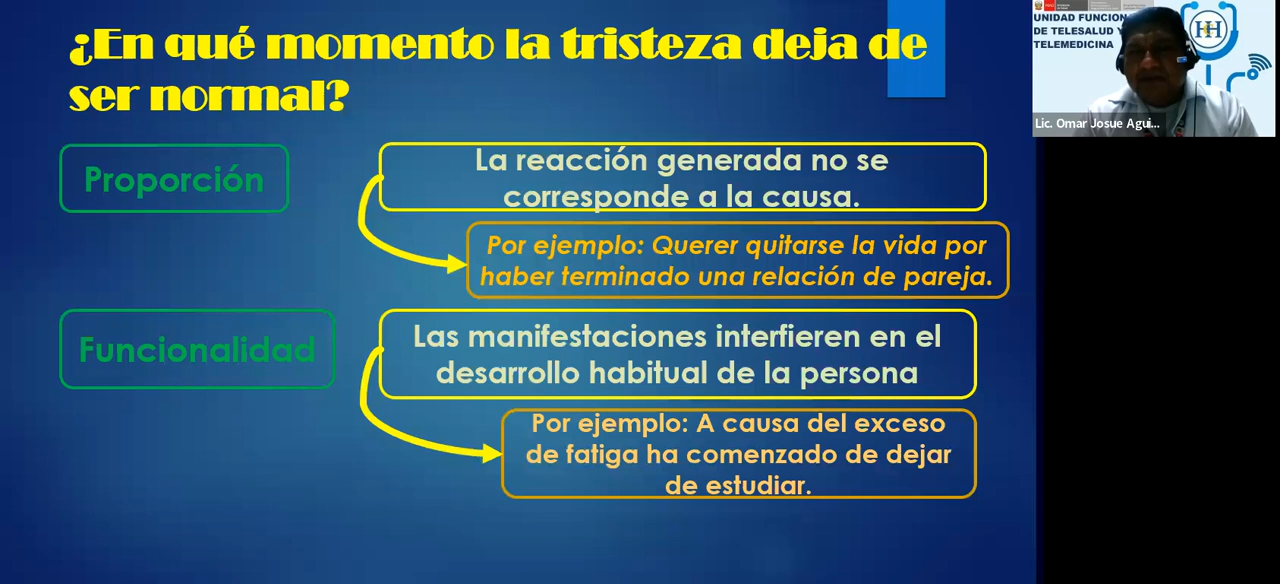 ¿En qué momento la tristeza deja de
ser normal?
Proporción
La reacción generada no se
corresponde a la causa.
Por ejemplo: Querer quitarse la vida por
haber terminado una relación de pareja.
Funcionalidad
Las manifestaciones interfieren en el
desarrollo habitual de la persona
Por ejemplo: A causa del exceso
de fatiga ha comenzado de dejar
de estudiar.
UNIDAD FUNCION
DE TELESALUD Y
TELEMEDICINA
Lic. Omar Josue Agui...